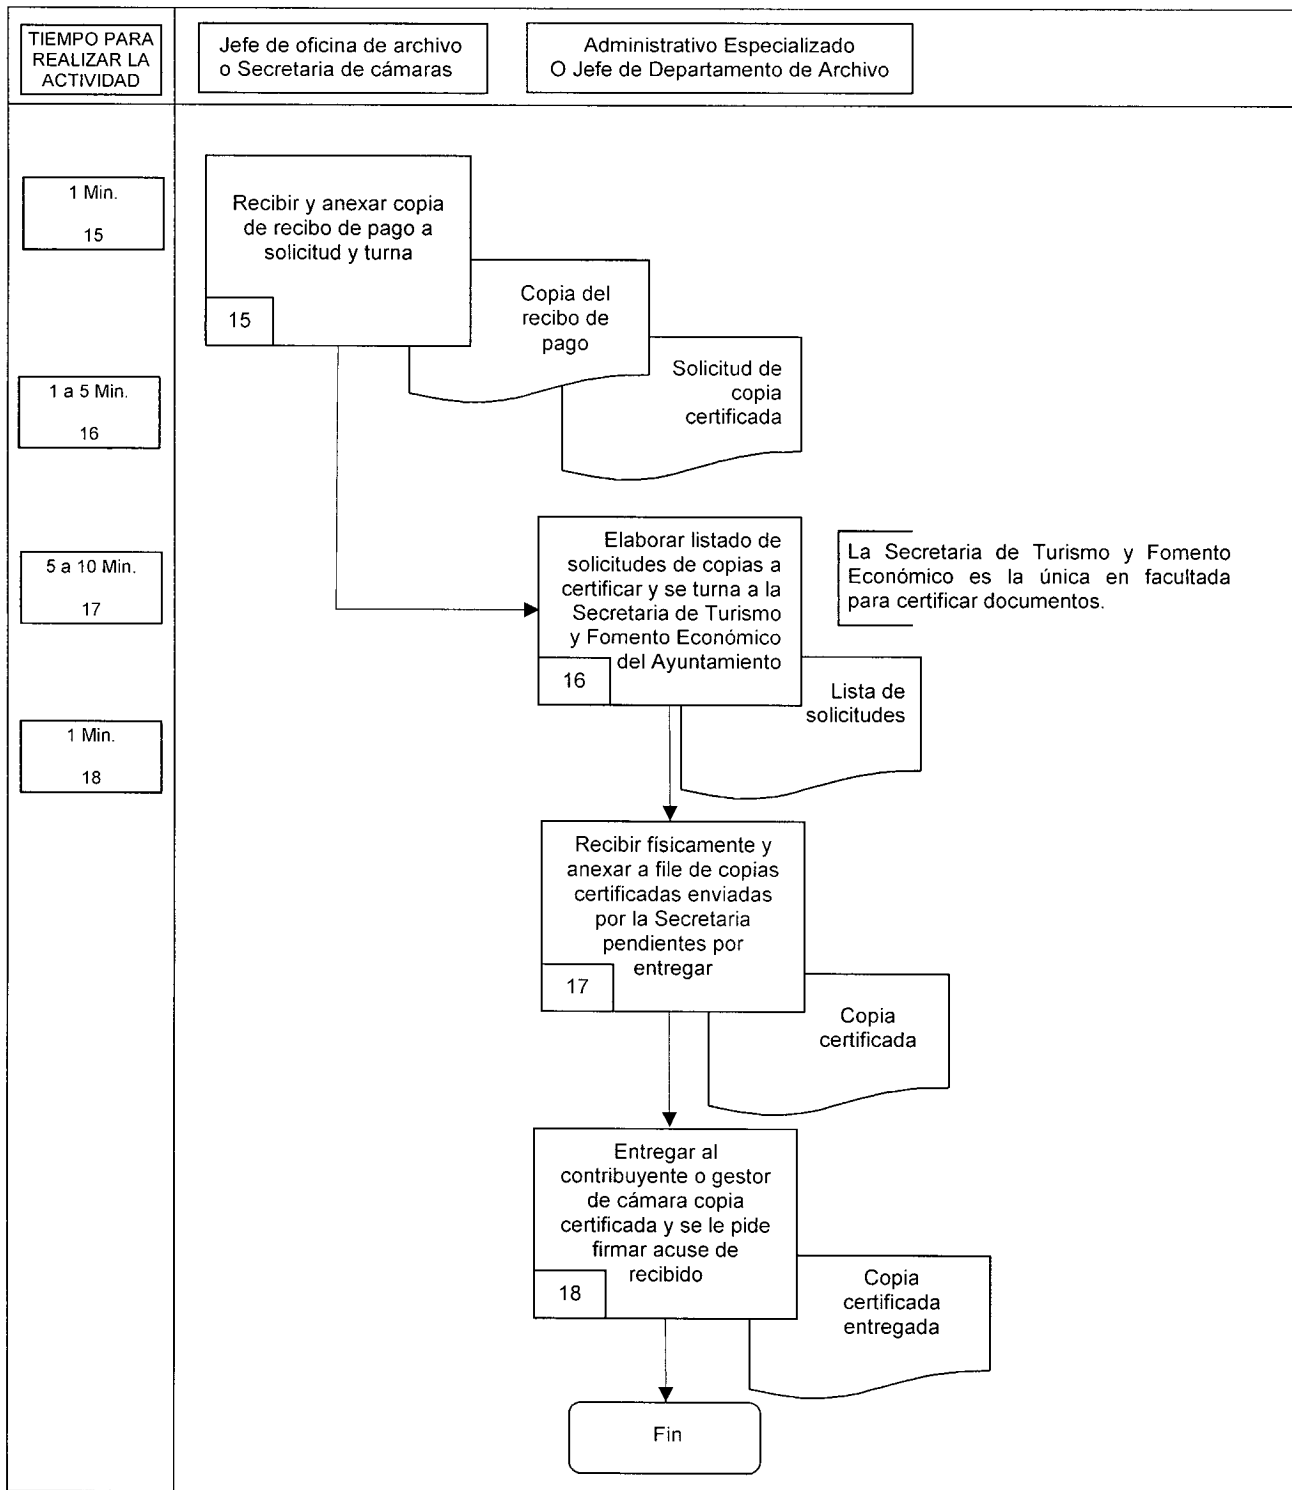 TIEMPO PARA
REALIZAR LA
ACTIVIDAD
Jefe de oficina de archivo
o Secretaria de cámaras
Administrativo Especializado
O Jefe de Departamento de Archivo
1 Min.
15
Recibir y anexar copia
de recibo de pago a
solicitud y turna
15
Copia del
recibo de
pago
Solicitud de
copia
certificada
1 a 5 Min.
16
Elaborar listado de
solicitudes de copias a
certificar y se turna a la
Secretaria de Turismo
y Fomento Económico
del Ayuntamiento
16
La Secretaria de Turismo y Fomento
Económico es la única en facultada
para certificar documentos.
Lista de
solicitudes
5 a 10 Min.
17
Recibir físicamente y
anexar a file de copias
certificadas enviadas
por la Secretaria
pendientes por
entregar
17
Copia
certificada
1 Min.
18
Entregar al
contribuyente o gestor
de cámara copia
certificada y se le pide
firmar acuse de
recibido
18
Copia
certificada
entregada
Fin